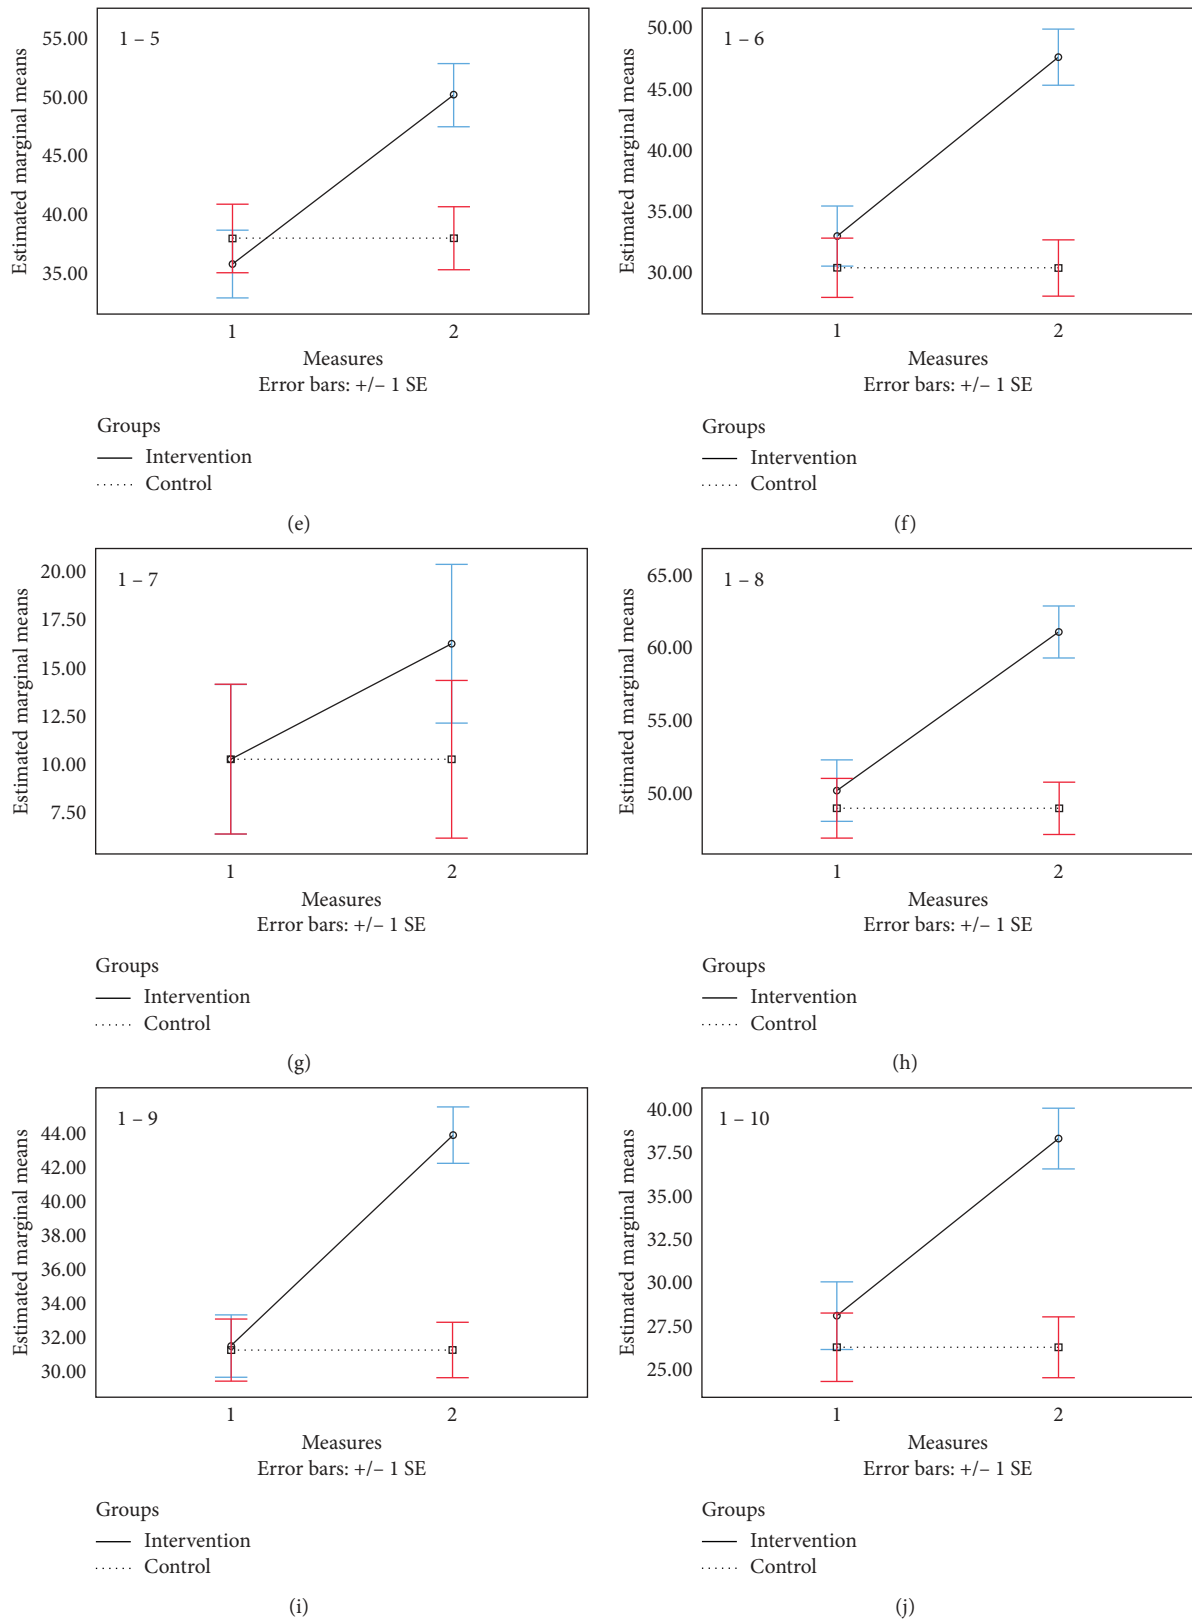 1 – 5
Estimated marginal means
55.00
50.00
45.00
40.00
35.00
1
2
Measures
Error bars: +/– 1 SE
Groups
Intervention
Control
(e)
1 – 6
Estimated marginal means
50.00
45.00
40.00
35.00
30.00
1
2
Measures
Error bars: +/– 1 SE
Groups
Intervention
Control
(f)
1 – 7
Estimated marginal means
20.00
17.50
15.00
12.50
10.00
7.50
1
2
Measures
Error bars: +/– 1 SE
Groups
Intervention
Control
(g)
1 – 8
Estimated marginal means
65.00
60.00
55.00
50.00
1
2
Measures
Error bars: +/– 1 SE
Groups
Intervention
Control
(h)
1 – 9
Estimated marginal means
44.00
42.00
40.00
38.00
36.00
34.00
32.00
30.00
1
2
Measures
Error bars: +/– 1 SE
Groups
Intervention
Control
(i)
1 – 10
Estimated marginal means
40.00
37.50
35.00
32.50
30.00
27.50
25.00
1
2
Measures
Error bars: +/– 1 SE
Groups
Intervention
Control
(j)